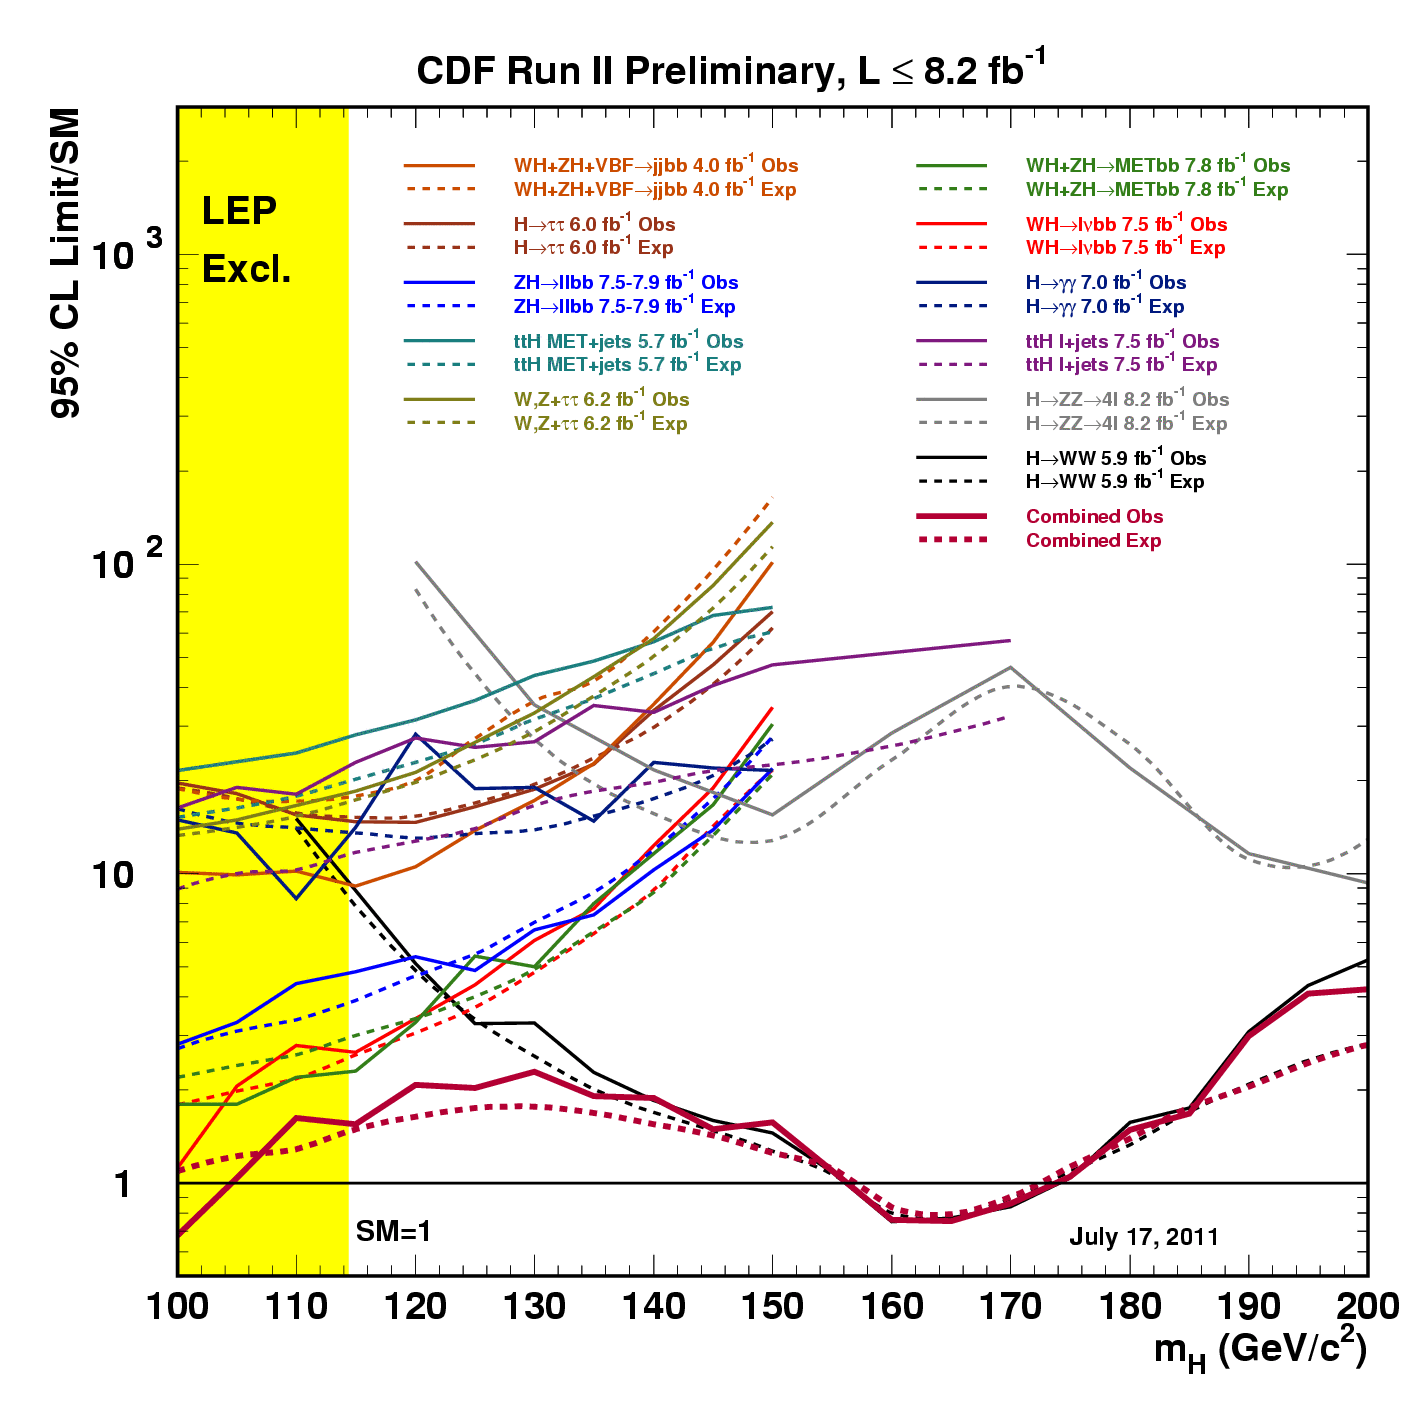 CDF Run II Preliminary, L ≤ 8.2 fb⁻¹
95% CL Limit/SM
LEP
Excl.
WH+ZH+VBF→jjbb 4.0 fb⁻¹ Obs
WH+ZH+VBF→jjbb 4.0 fb⁻¹ Exp
H→ττ 6.0 fb⁻¹ Obs
H→ττ 6.0 fb⁻¹ Exp
ZH→llbb 7.5-7.9 fb⁻¹ Obs
ZH→llbb 7.5-7.9 fb⁻¹ Exp
ttH MET+jets 5.7 fb⁻¹ Obs
ttH MET+jets 5.7 fb⁻¹ Exp
W,Z+ττ 6.2 fb⁻¹ Obs
W,Z+ττ 6.2 fb⁻¹ Exp
WH+ZH→METbb 7.8 fb⁻¹ Obs
WH+ZH→METbb 7.8 fb⁻¹ Exp
WH→lνbb 7.5 fb⁻¹ Obs
WH→lνbb 7.5 fb⁻¹ Exp
H→γγ 7.0 fb⁻¹ Obs
H→γγ 7.0 fb⁻¹ Exp
ttH l+jets 7.5 fb⁻¹ Obs
ttH l+jets 7.5 fb⁻¹ Exp
H→ZZ→4l 8.2 fb⁻¹ Obs
H→ZZ→4l 8.2 fb⁻¹ Exp
H→WW 5.9 fb⁻¹ Obs
H→WW 5.9 fb⁻¹ Exp
Combined Obs
Combined Exp
10³
10²
10
1
SM=1
July 17, 2011
100 110 120 130 140 150 160 170 180 190 200
m_H (GeV/c²)